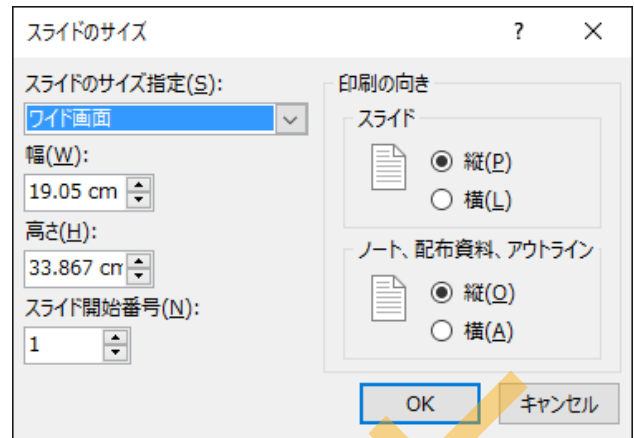 スライドのサイズ
? ×
スライドのサイズ指定(S):
ワイド画面
幅(W):
19.05 cm
高さ(H):
33.867 cm
スライド開始番号(N):
1
印刷の向き
スライド
縦(P)
横(L)
ノート、配布資料、アウトライン
縦(O)
横(A)
OK
キャンセル